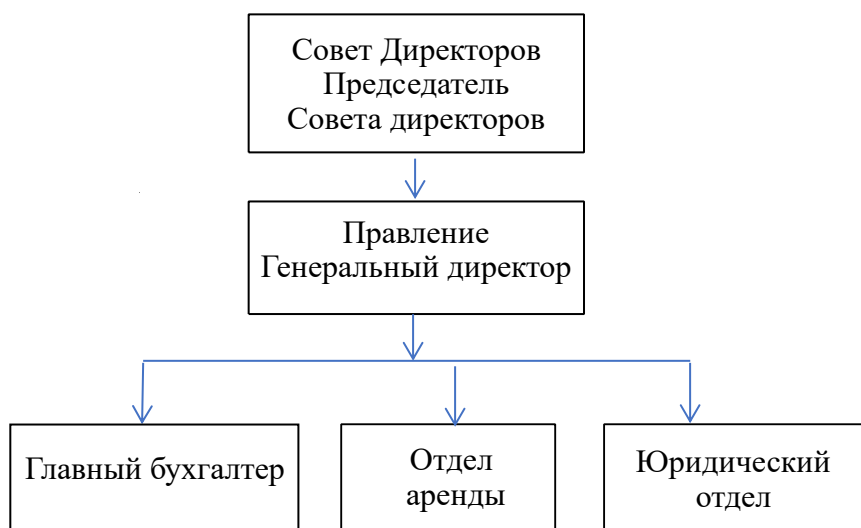 Совет Директоров
Председатель
Совета директоров
Правление
Генеральный директор
Главный бухгалтер
Отдел
аренды
Юридический
отдел